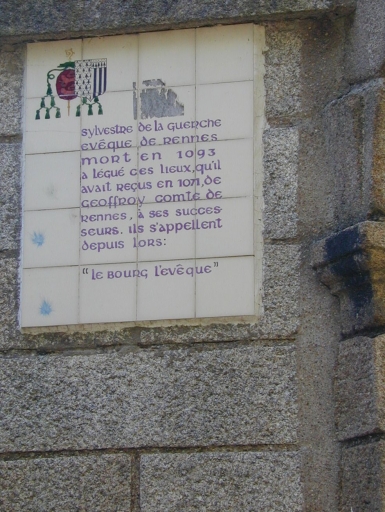 sylvestre de la guerche
evêque de rennes
mort en 1093
a légué ces lieux, qu'il
avait reçus en 1071, de
geoffroy comte de
rennes, à ses succes-
seurs. ils s'appellent
depuis lors:
"le bourg l'evêque"